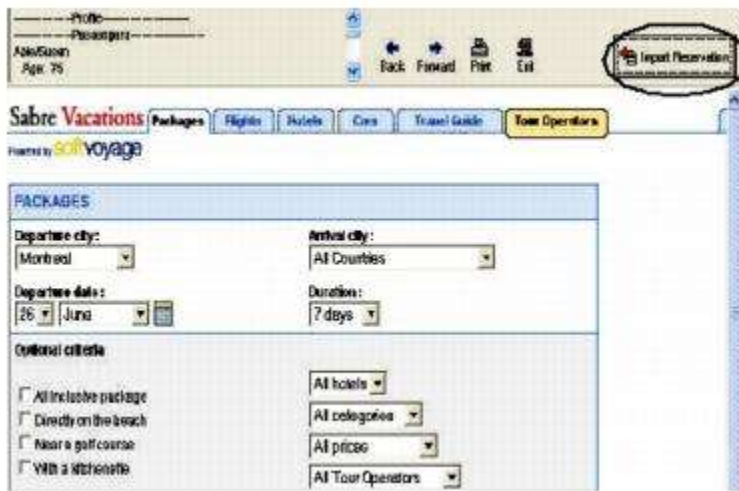 -----Profile-----
-----Passengers-----
Able/Susan
Age: 75
Back Forward Print Exit
Import Reservation
Sabre Vacations Packages Flights Hotels Cars Travel Guide Tour Operators
Powered by softvoyage
PACKAGES
Departure city: Arrival city:
Montreal All Countries
Departure date: Duration:
26 June 7 days
Optional criteria
All hotels
All inclusive package
All categories
Directly on the beach
Near a golf course
All prices
With a kitchenette
All Tour Operators